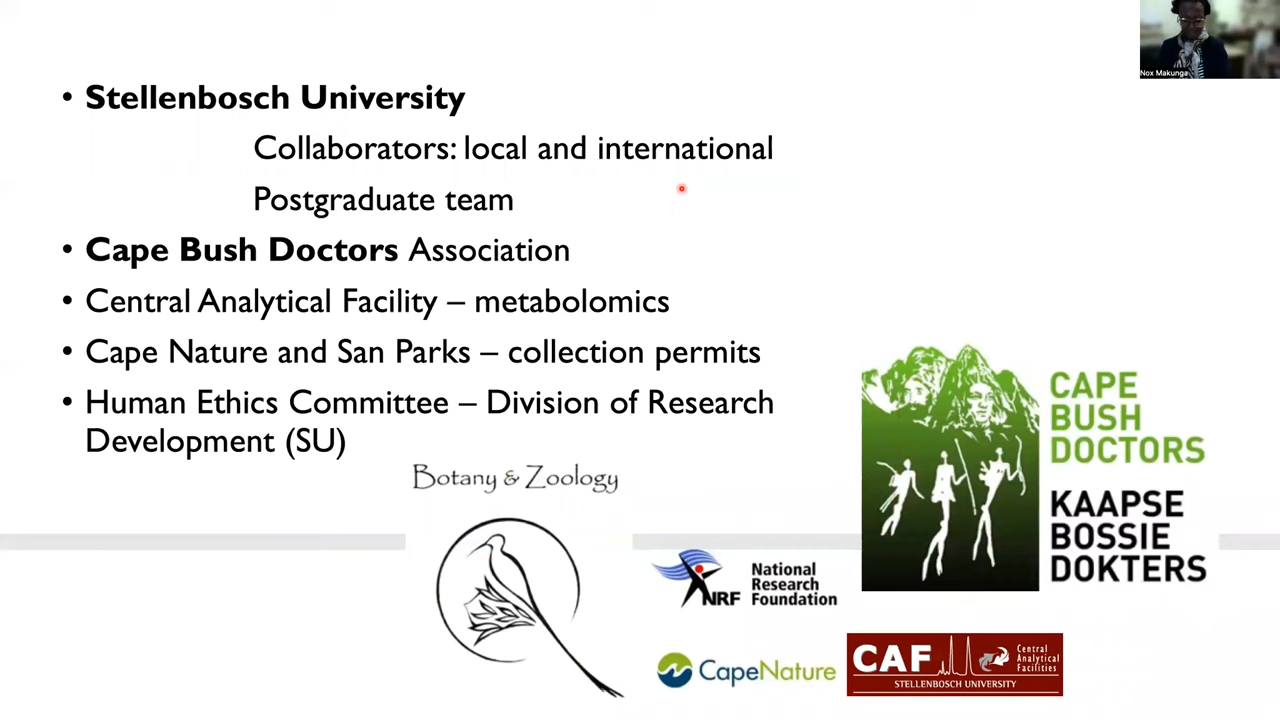 Nox Makunga
• Stellenbosch University
Collaborators: local and international
Postgraduate team
• Cape Bush Doctors Association
• Central Analytical Facility – metabolomics
• Cape Nature and San Parks – collection permits
• Human Ethics Committee – Division of Research
Development (SU)
Botany & Zoology
CAPE
BUSH
DOCTORS
KAAPSE
BOSSIE
DOKTERS
NRF
National
Research
Foundation
CapeNature
CAF
Central
Analytical
Facilities
STELLENBOSCH UNIVERSITY